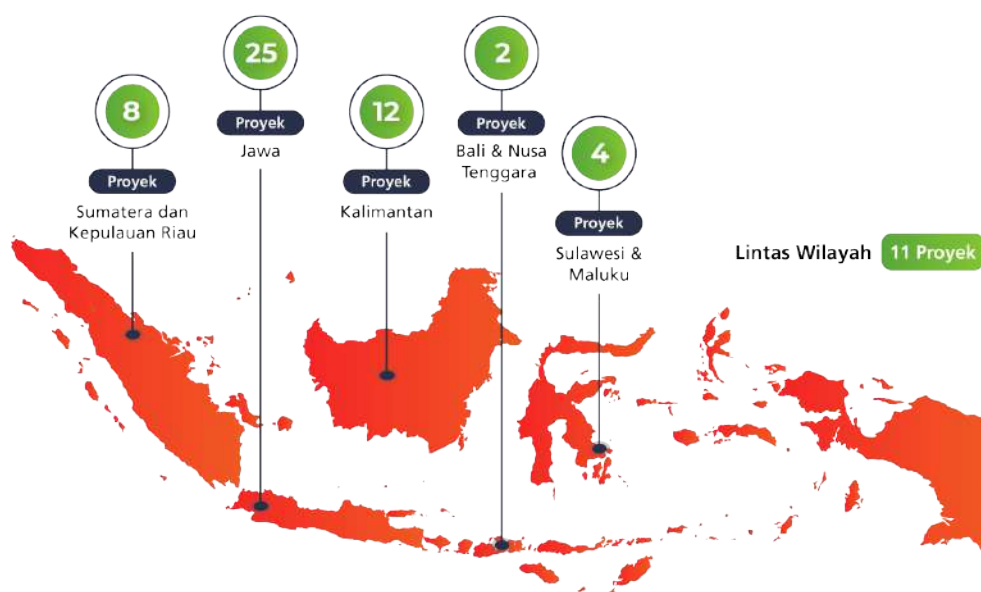 8
Proyek
Sumatera dan
Kepulauan Riau
25
Proyek
Jawa
12
Proyek
Kalimantan
2
Proyek
Bali & Nusa
Tenggara
4
Proyek
Sulawesi &
Maluku
Lintas Wilayah 11 Proyek